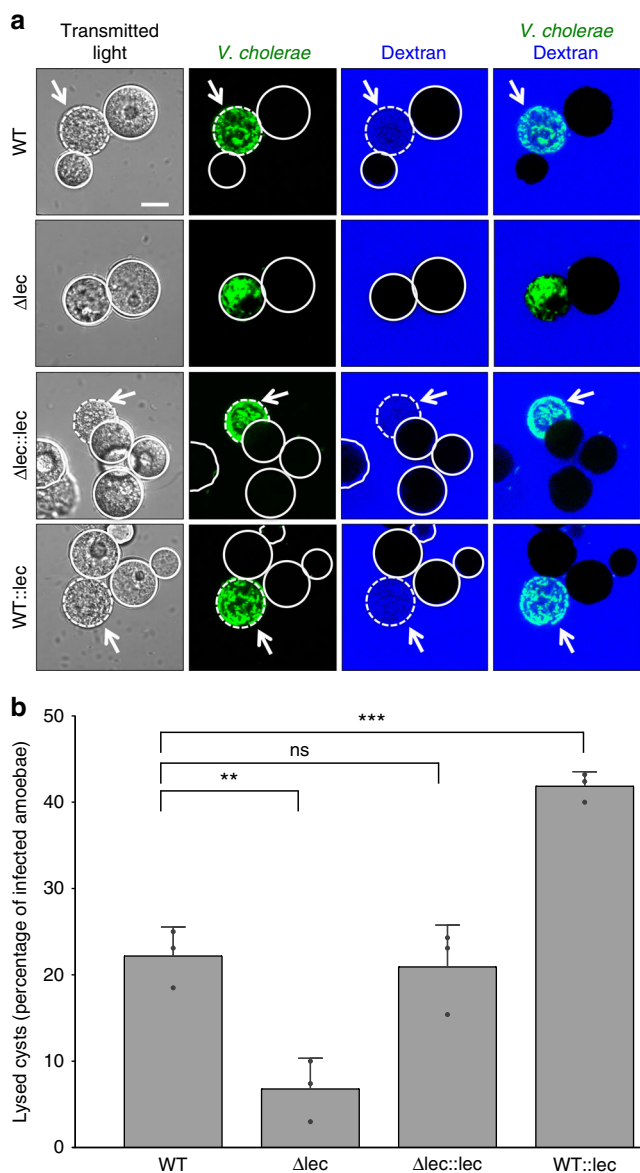 a
Transmitted
light
V. cholerae
Dextran
V. cholerae
Dextran
WT
Δlec
Δlec::lec
WT::lec
b
Lysed cysts (percentage of infected amoebae)
50
40
30
20
10
0
***
ns
**
WT
Δlec
Δlec::lec
WT::lec